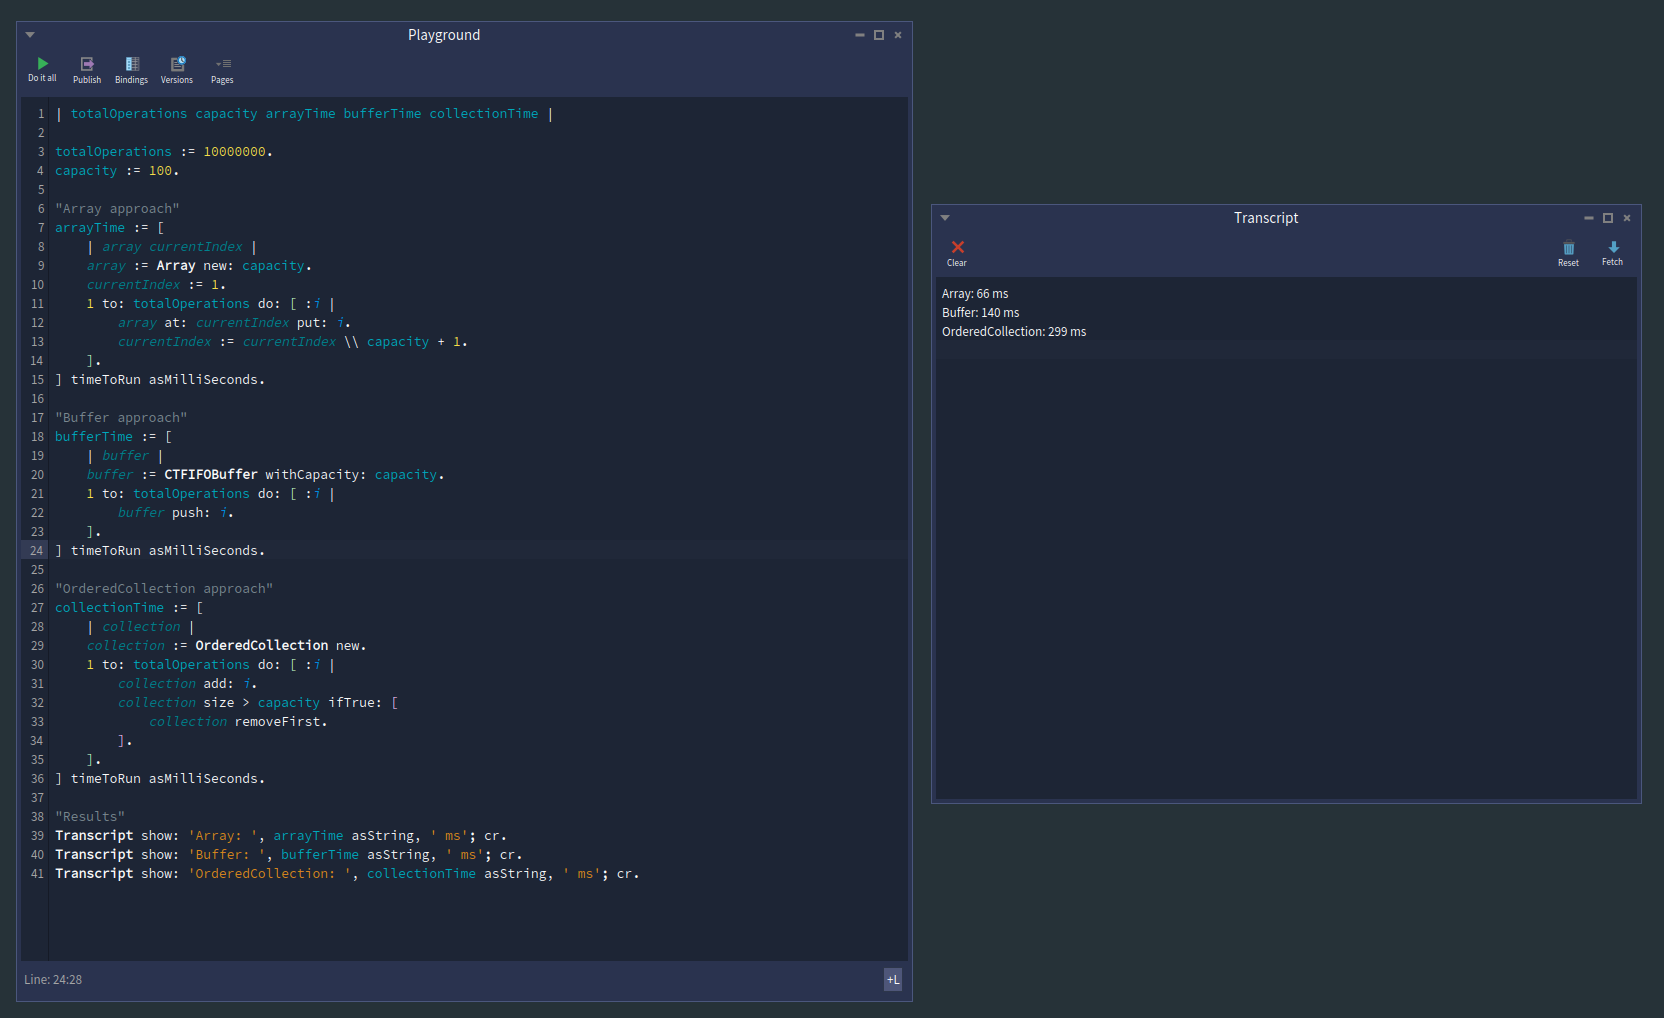 Playground
Do it all Publish Bindings Versions Pages
1 | totalOperations capacity arrayTime bufferTime collectionTime |
2
3 totalOperations := 10000000.
4 capacity := 100.
5
6 "Array approach"
7 arrayTime := [
8 | array currentIndex |
9 array := Array new: capacity.
10 currentIndex := 1.
11 1 to: totalOperations do: [ :i |
12 array at: currentIndex put: i.
13 currentIndex := currentIndex \\ capacity + 1.
14 ].
15 ] timeToRun asMilliSeconds.
16
17 "Buffer approach"
18 bufferTime := [
19 | buffer |
20 buffer := CTFIFOBuffer withCapacity: capacity.
21 1 to: totalOperations do: [ :i |
22 buffer push: i.
23 ].
24 ] timeToRun asMilliSeconds.
25
26 "OrderedCollection approach"
27 collectionTime := [
28 | collection |
29 collection := OrderedCollection new.
30 1 to: totalOperations do: [ :i |
31 collection add: i.
32 collection size > capacity ifTrue: [
33 collection removeFirst.
34 ].
35 ].
36 ] timeToRun asMilliSeconds.
37
38 "Results"
39 Transcript show: 'Array: ', arrayTime asString, ' ms'; cr.
40 Transcript show: 'Buffer: ', bufferTime asString, ' ms'; cr.
41 Transcript show: 'OrderedCollection: ', collectionTime asString, ' ms'; cr.
Line: 24:28 +L
Transcript
Clear Reset Fetch
Array: 66 ms
Buffer: 140 ms
OrderedCollection: 299 ms